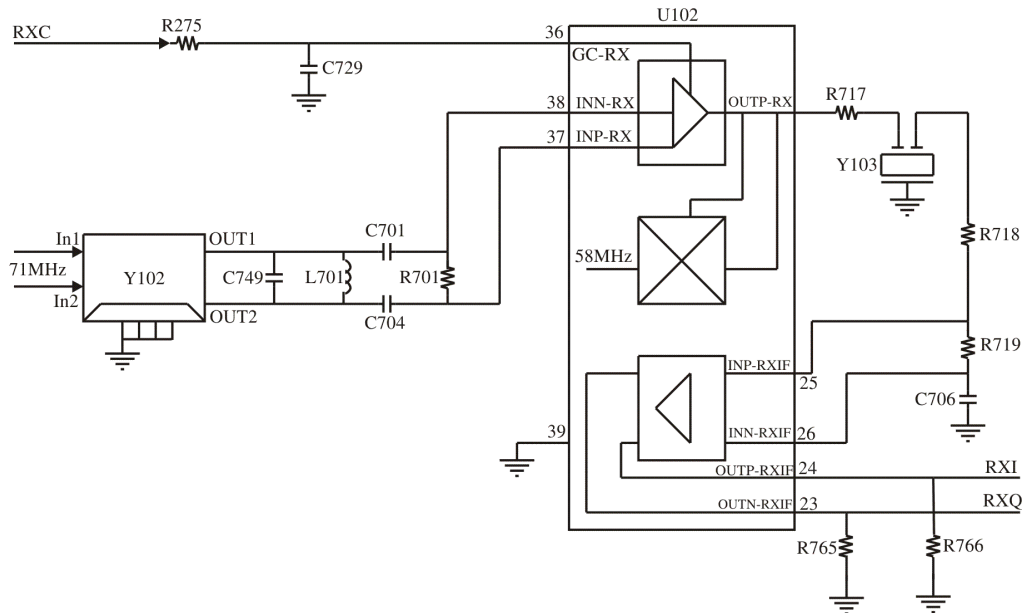 U102
RXC
R275
36
GC-RX
C729
38
INN-RX
OUTP-RX
R717
37
INP-RX
Y103
In1
OUT1
C701
R718
71MHz
Y102
C749
L701
R701
58MHz
In2
OUT2
C704
R719
INP-RXIF
25
C706
39
INN-RXIF
26
OUTP-RXIF
24
RXI
OUTN-RXIF
23
RXQ
R765
R766